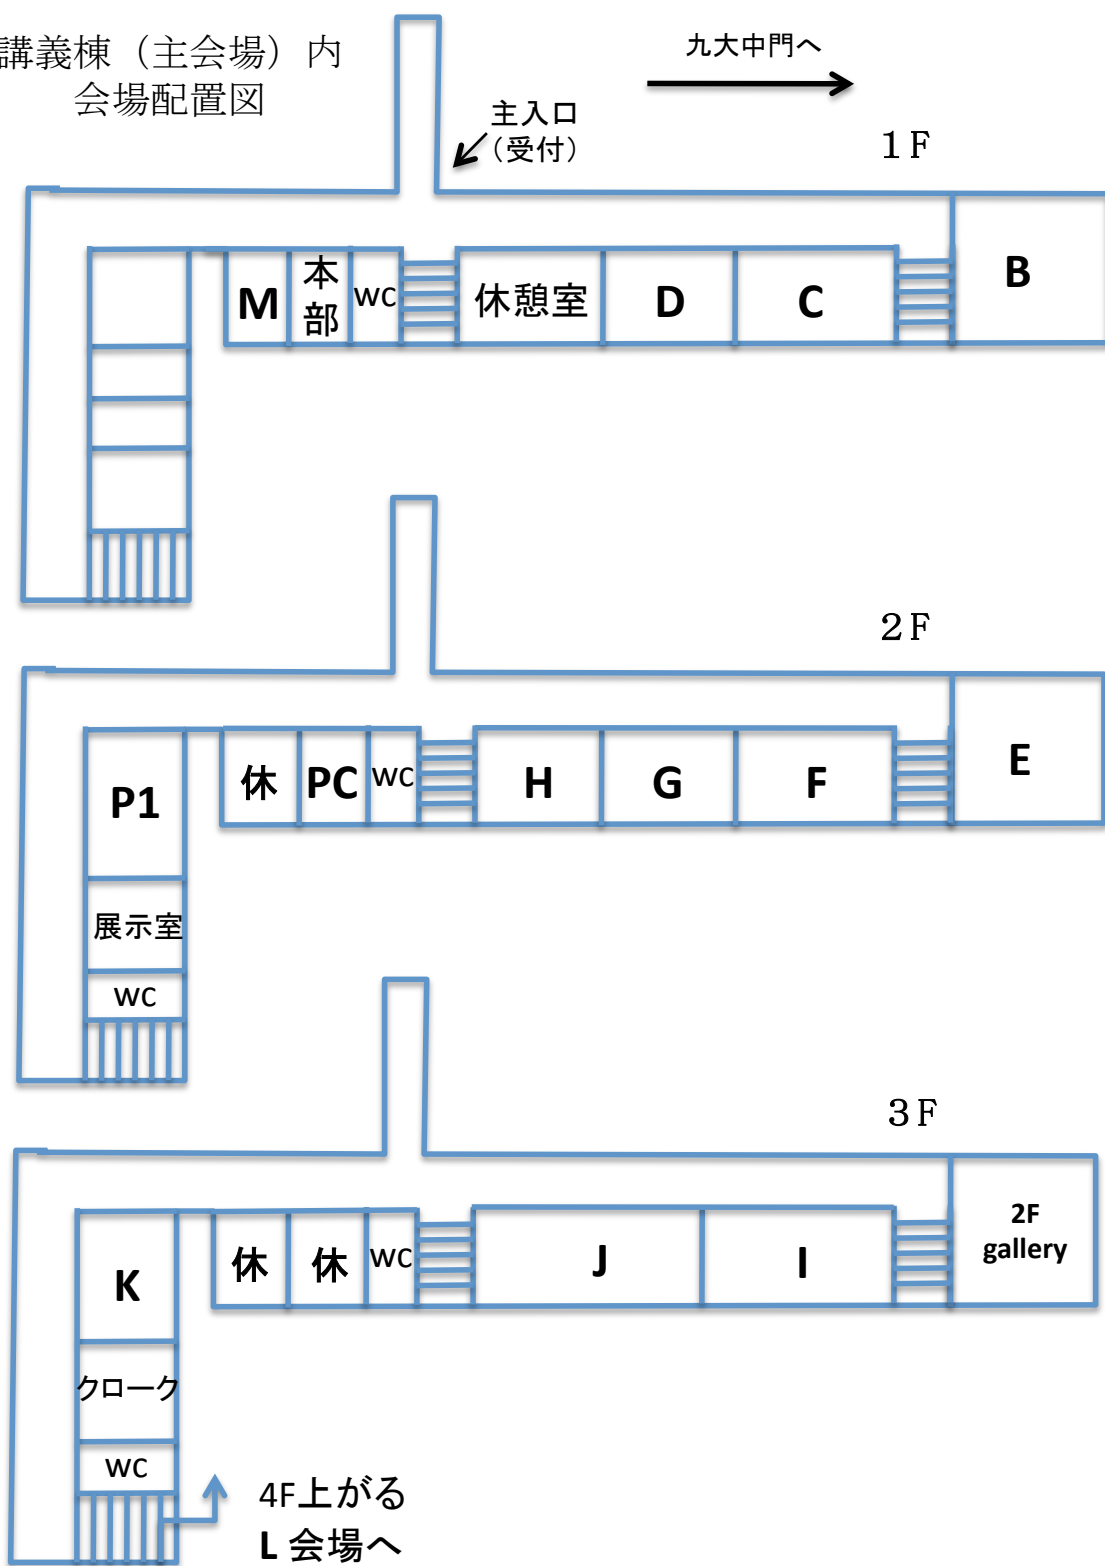 講義棟（主会場）内
会場配置図
九大中門へ
主入口
（受付）
１F
M
本部
WC
休憩室
D
C
B
２F
P1
休
PC
WC
H
G
F
E
展示室
WC
３F
K
休
休
WC
J
I
2F
gallery
クローク
WC
4F上がる
L 会場へ